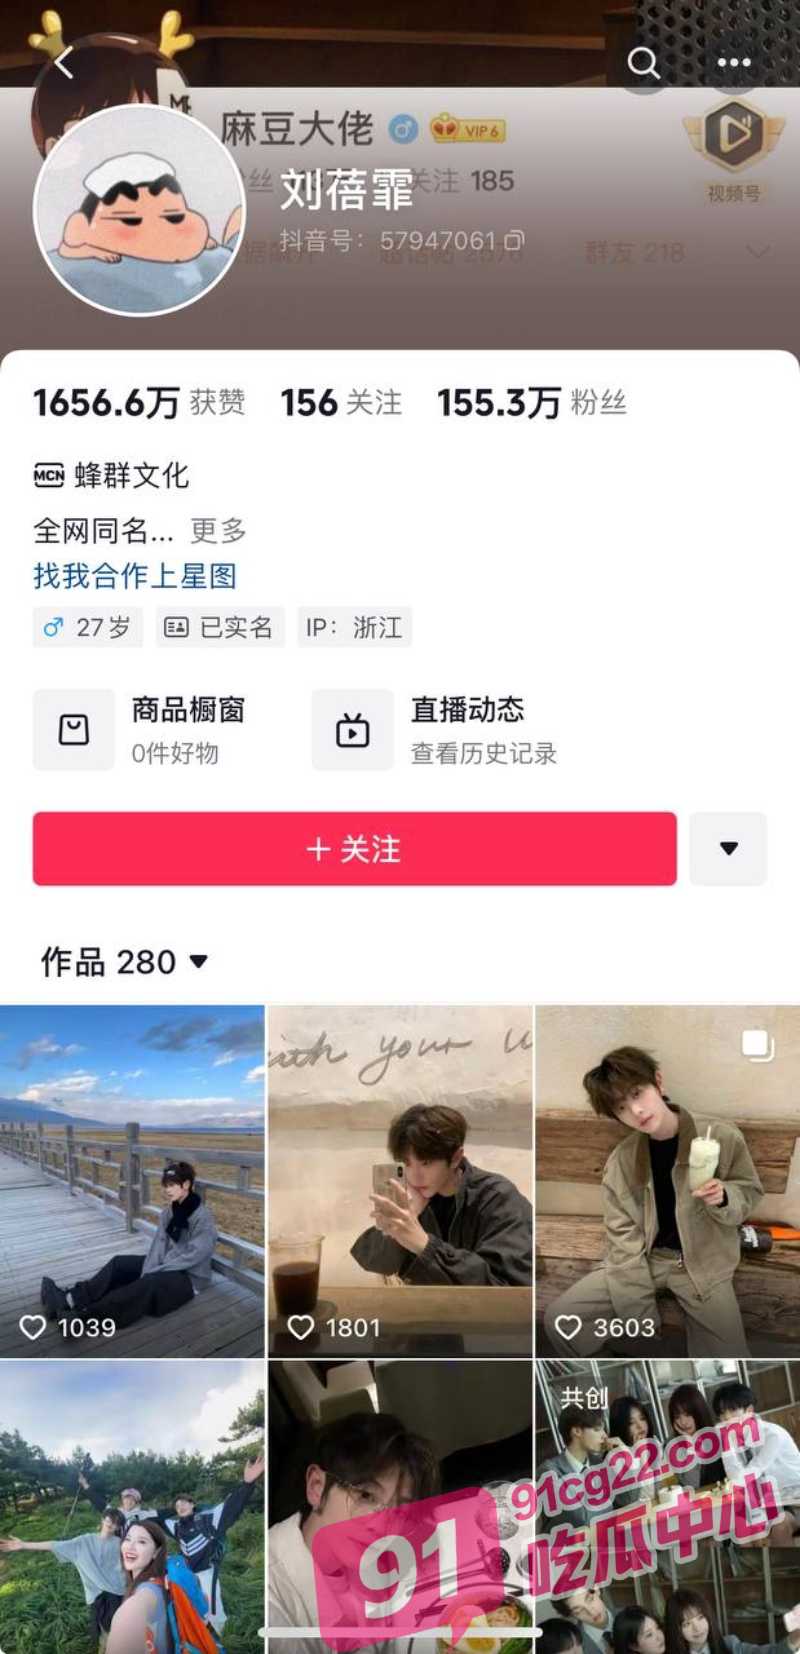 麻豆大佬
VIP 6
丝
关注 185
刘蓓霏
视频号
抖音号：57947061
群友 218
1656.6万 获赞 156 关注 155.3万 粉丝
MCN 蜂群文化
全网同名... 更多
找我合作上星图
♂ 27岁 已实名 IP：浙江
商品橱窗
0件好物
直播动态
查看历史记录
＋关注
作品 280
with your
1039
1801
3603
共创
91cg22.com
91 吃瓜中心